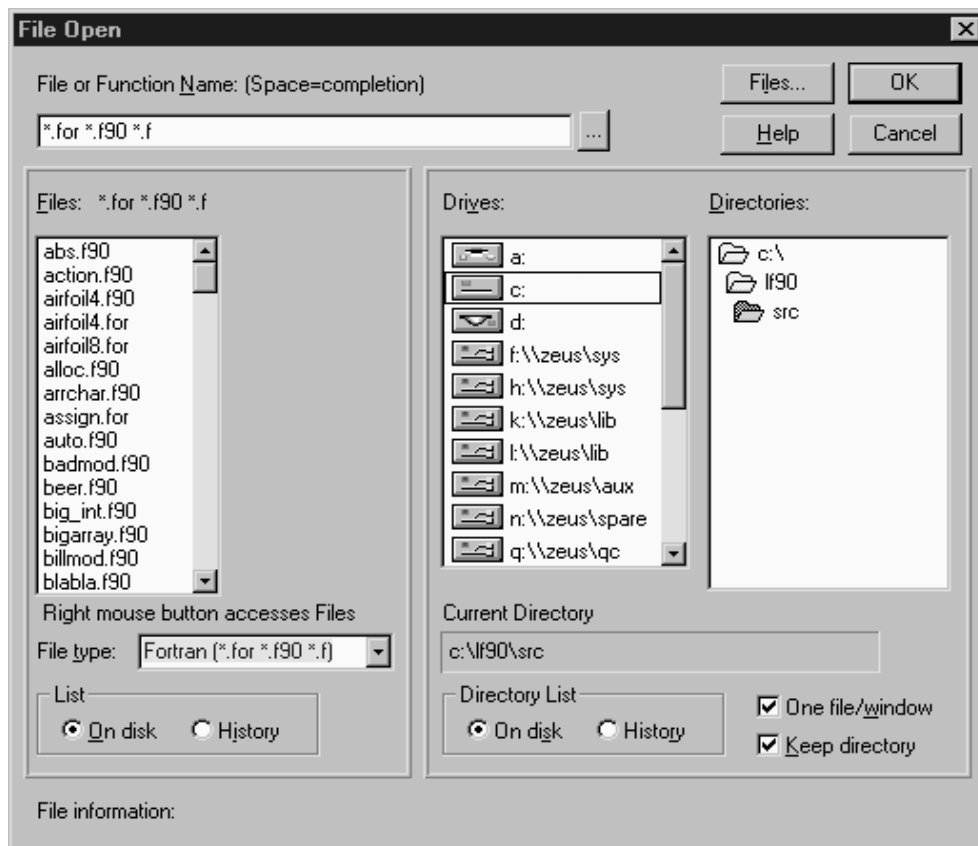 File Open
File or Function Name: (Space=completion)
*.for *.f90 *.f
...
Files...
OK
Help
Cancel
Files: *.for *.f90 *.f
abs.f90
action.f90
airfoil4.f90
airfoil4.for
airfoil8.for
alloc.f90
arrchar.f90
assign.for
auto.f90
badmod.f90
beer.f90
big_int.f90
bigarray.f90
billmod.f90
blabla.f90
Right mouse button accesses Files
File type: Fortran (*.for *.f90 *.f)
List
On disk History
Drives:
a:
c:
d:
f:\\zeus\sys
h:\\zeus\sys
k:\\zeus\lib
l:\\zeus\lib
m:\\zeus\aux
n:\\zeus\spare
q:\\zeus\qc
Directories:
c:\
lf90
src
Current Directory
c:\lf90\src
Directory List
On disk History
One file/window
Keep directory
File information: